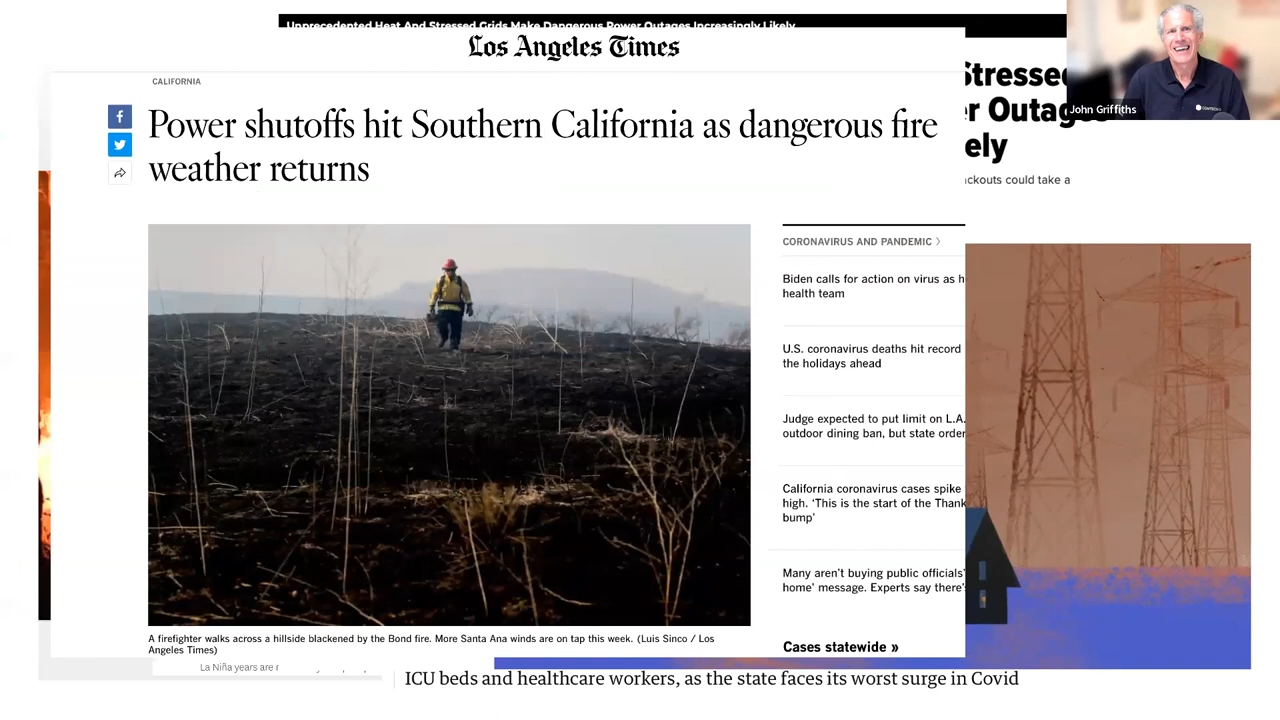 Unprecedented Heat And Stressed Grids Make Dangerous Power Outages Increasingly Likely
Los Angeles Times
CALIFORNIA
Power shutoffs hit Southern California as dangerous fire
weather returns
Stressed
er Outages
ely
ackouts could take a
John Griffiths
CORONAVIRUS AND PANDEMIC
Biden calls for action on virus as h
health team
U.S. coronavirus deaths hit record
the holidays ahead
Judge expected to put limit on L.A.
outdoor dining ban, but state order
California coronavirus cases spike
high. ‘This is the start of the Thank
bump’
Many aren’t buying public officials’
home’ message. Experts say there’
Cases statewide »
A firefighter walks across a hillside blackened by the Bond fire. More Santa Ana winds are on tap this week. (Luis Sinco / Los
Angeles Times)
La Niña years are
ICU beds and healthcare workers, as the state faces its worst surge in Covid